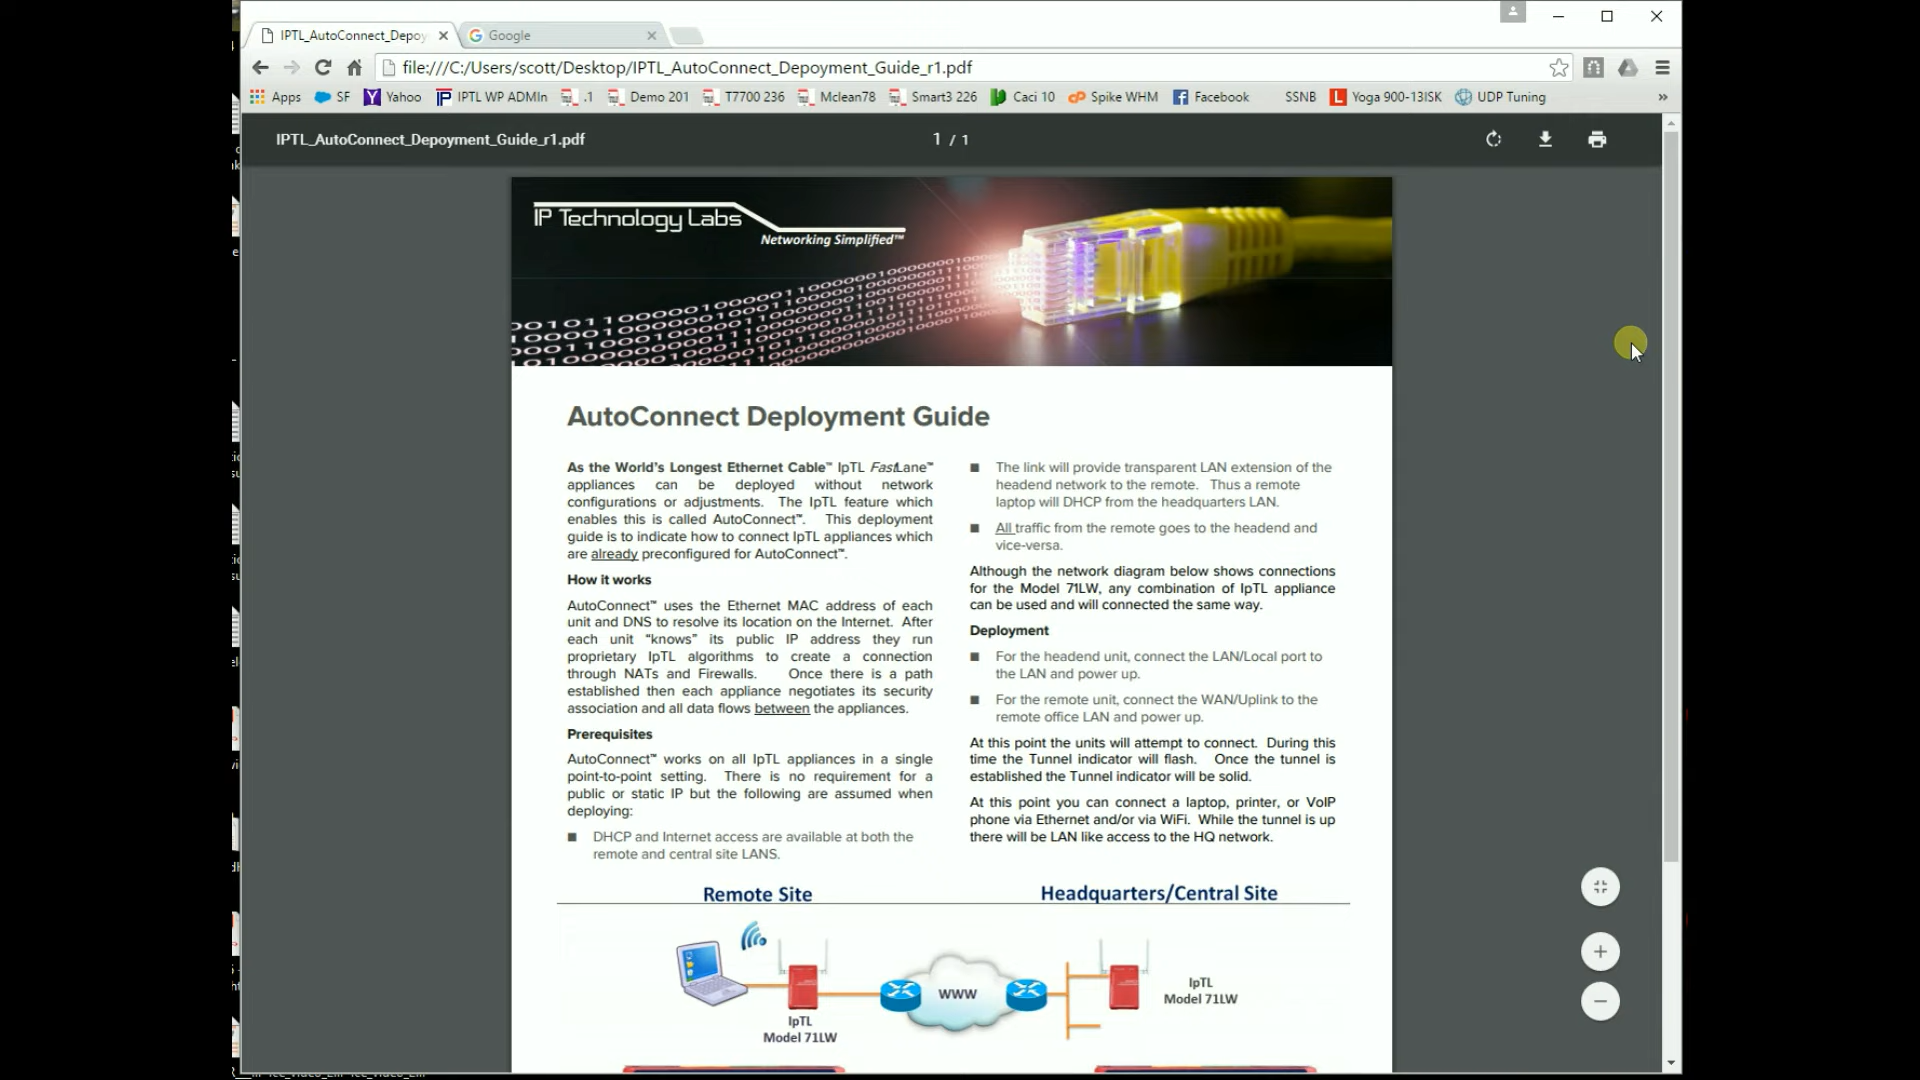 IPTL_AutoConnect_Depoy
Google
file:///C:/Users/scott/Desktop/IPTL_AutoConnect_Depoyment_Guide_r1.pdf
Apps SF Yahoo IPTL WP ADMIn .1 Demo 201 T7700 236 Mclean78 Smart3 226 Caci 10 Spike WHM Facebook SSNB Yoga 900-13ISK UDP Tuning »
IPTL_AutoConnect_Depoyment_Guide_r1.pdf
1 / 1
IP Technology Labs
Networking Simplified™
AutoConnect Deployment Guide
As the World's Longest Ethernet Cable™ IpTL FastLane™
appliances can be deployed without network
configurations or adjustments. The IpTL feature which
enables this is called AutoConnect™. This deployment
guide is to indicate how to connect IpTL appliances which
are already preconfigured for AutoConnect™.
How it works
AutoConnect™ uses the Ethernet MAC address of each
unit and DNS to resolve its location on the Internet. After
each unit “knows” its public IP address they run
proprietary IpTL algorithms to create a connection
through NATs and Firewalls. Once there is a path
established then each appliance negotiates its security
association and all data flows between the appliances.
Prerequisites
AutoConnect™ works on all IpTL appliances in a single
point-to-point setting. There is no requirement for a
public or static IP but the following are assumed when
deploying:
■ DHCP and Internet access are available at both the
remote and central site LANS.
■ The link will provide transparent LAN extension of the
headend network to the remote. Thus a remote
laptop will DHCP from the headquarters LAN.
■ All traffic from the remote goes to the headend and
vice-versa.
Although the network diagram below shows connections
for the Model 71LW, any combination of IpTL appliance
can be used and will connected the same way.
Deployment
■ For the headend unit, connect the LAN/Local port to
the LAN and power up.
■ For the remote unit, connect the WAN/Uplink to the
remote office LAN and power up.
At this point the units will attempt to connect. During this
time the Tunnel indicator will flash. Once the tunnel is
established the Tunnel indicator will be solid.
At this point you can connect a laptop, printer, or VoIP
phone via Ethernet and/or via WiFi. While the tunnel is up
there will be LAN like access to the HQ network.
Remote Site
Headquarters/Central Site
WWW
IpTL
Model 71LW
IpTL
Model 71LW